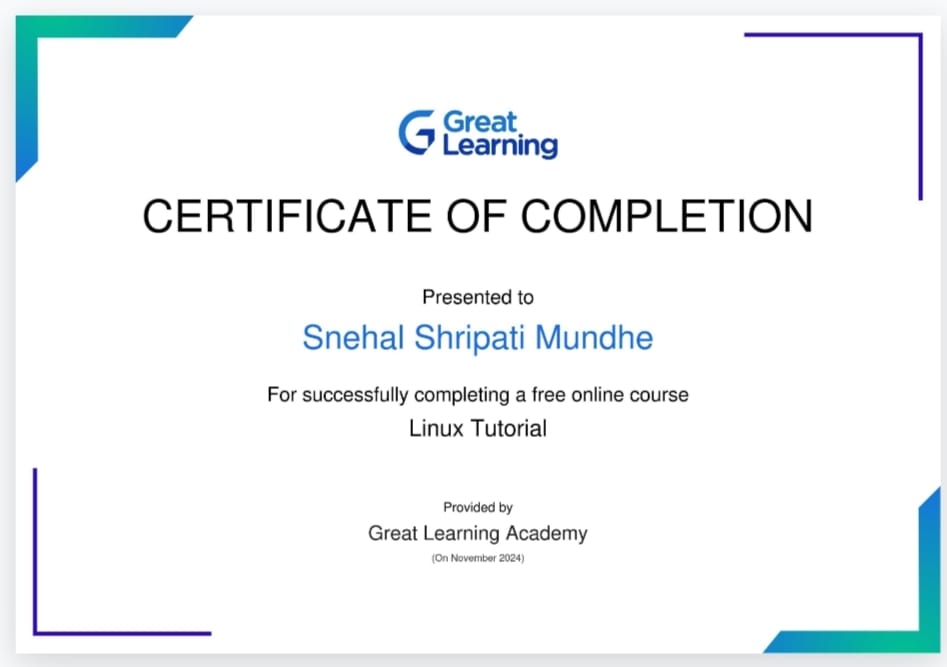 Great
Learning
CERTIFICATE OF COMPLETION
Presented to
Snehal Shripati Mundhe
For successfully completing a free online course
Linux Tutorial
Provided by
Great Learning Academy
(On November 2024)